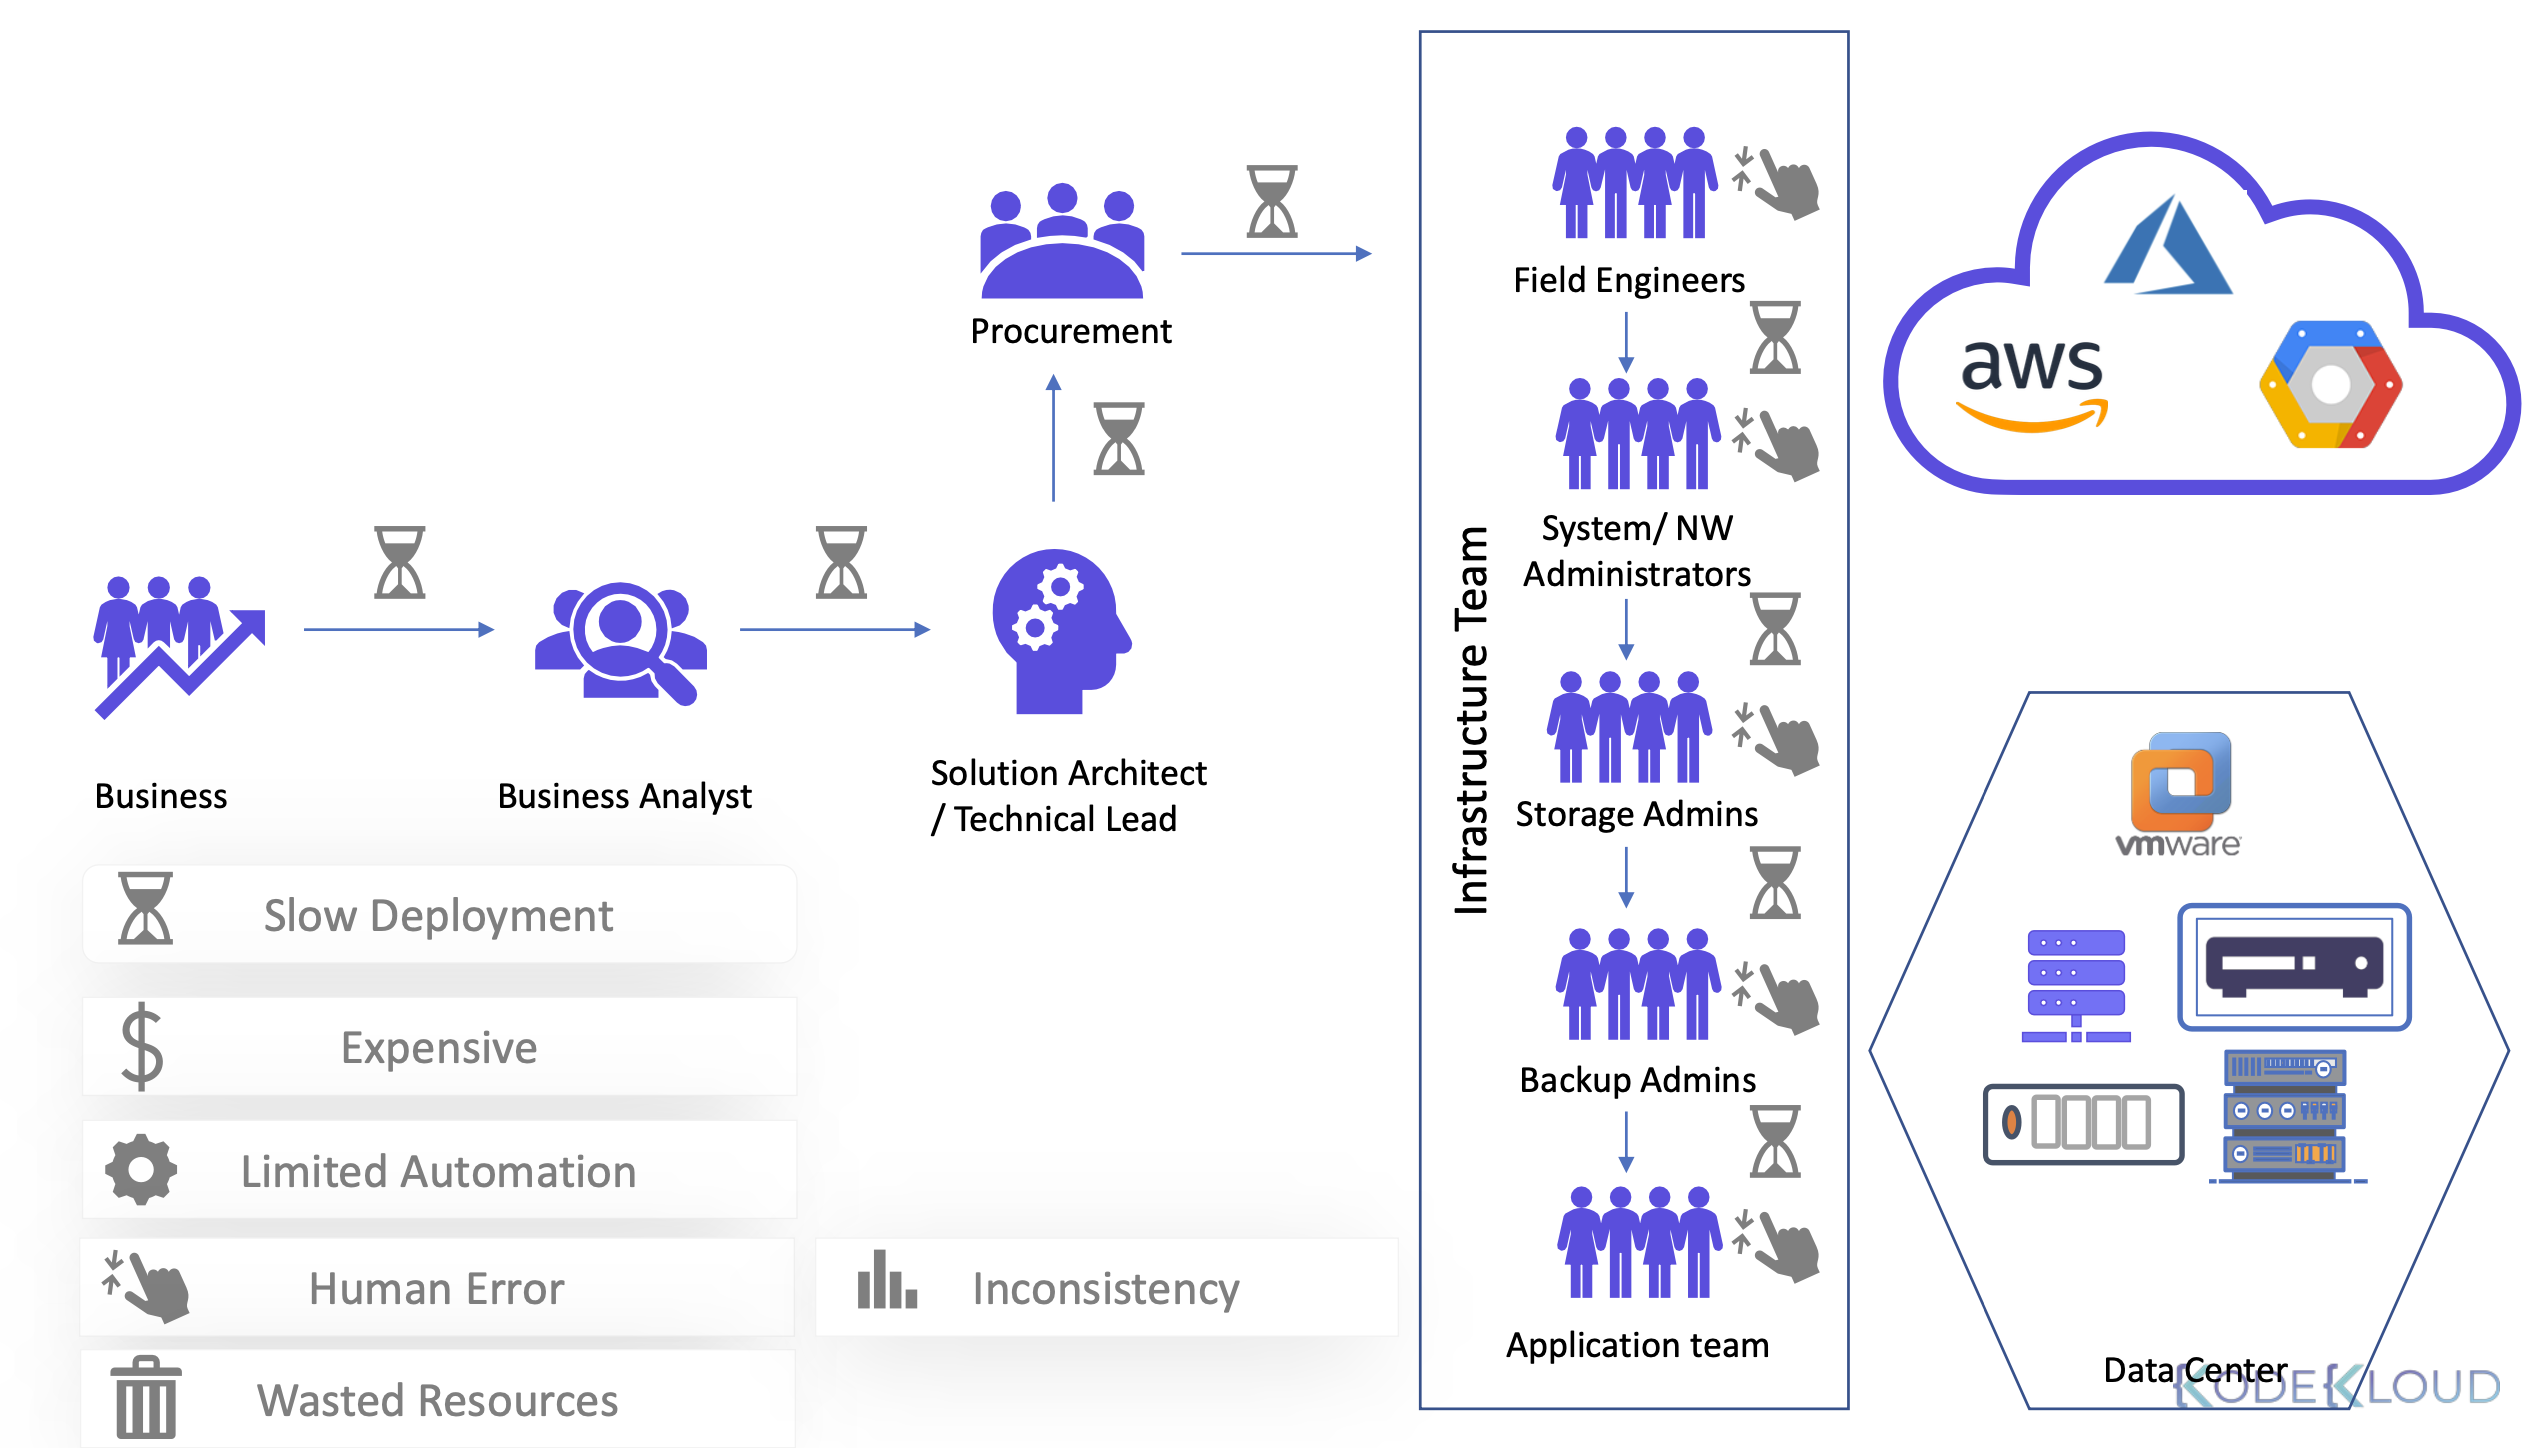 Field Engineers
aws
Procurement
System/ NW
Administrators
Infrastructure Team
Business
Business Analyst
Solution Architect
/ Technical Lead
Storage Admins
vmware
Slow Deployment
$
Expensive
Backup Admins
Limited Automation
Human Error
Inconsistency
Application team
Data Center
KODEKLOUD
Wasted Resources